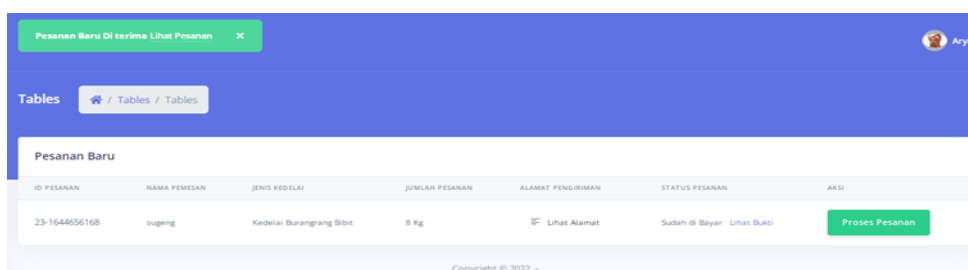 Pesanan Baru Di terima Lihat Pesanan ×
Ary
Tables / Tables / Tables
Pesanan Baru
ID PESANAN NAMA PEMESAN JENIS KEDELAI JUMLAH PESANAN ALAMAT PENGIRIMAN STATUS PESANAN AKSI
23-1644656168 sugeng Kedelai Burangrang Bibit 8 Kg Lihat Alamat Sudah di Bayar Lihat Bukti Proses Pesanan
Copyright © 2022 -